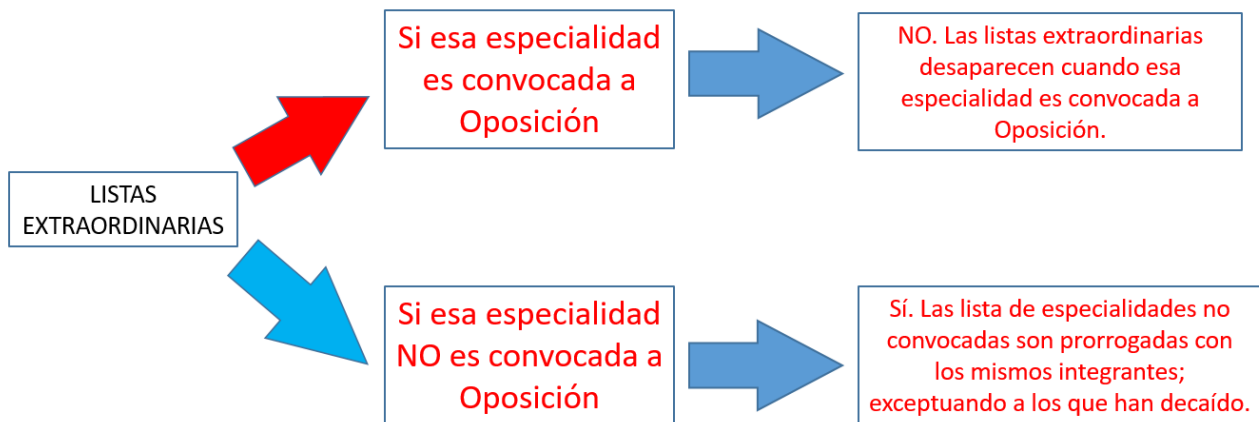 LISTAS
EXTRAORDINARIAS
Si esa especialidad
es convocada a
Oposición
NO. Las listas extraordinarias
desaparecen cuando esa
especialidad es convocada a
Oposición.
Si esa especialidad
NO es convocada a
Oposición
Sí. Las lista de especialidades no
convocadas son prorrogadas con
los mismos integrantes;
exceptuando a los que han decaído.